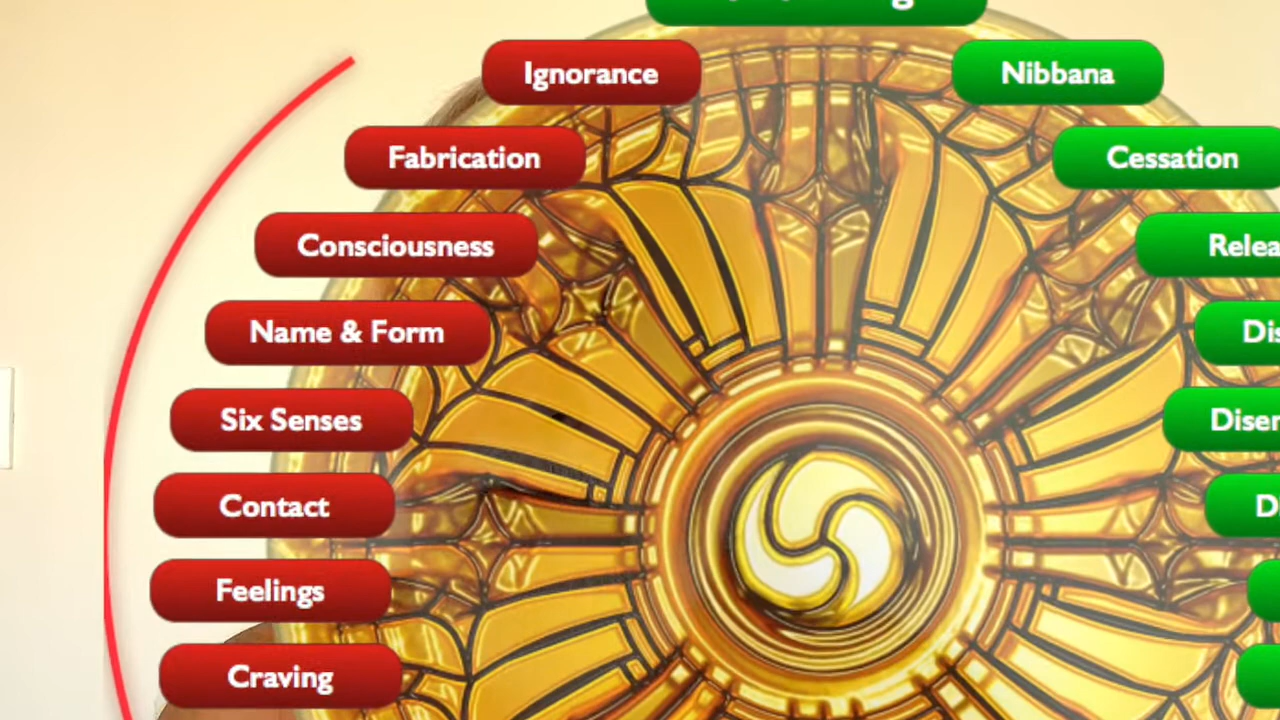 Ignorance
Nibbana
Fabrication
Cessation
Consciousness
Name & Form
Six Senses
Contact
Feelings
Craving